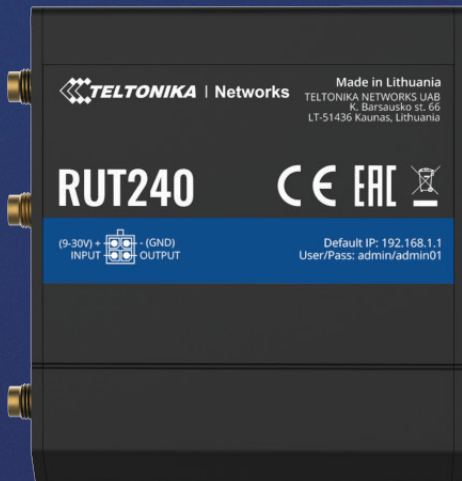 TELTONIKA | Networks
Made in Lithuania
TELTONIKA NETWORKS UAB
K. Barsausko st. 66
LT-51436 Kaunas, Lithuania
RUT240
CE EAC
(9-30V) + - (GND)
INPUT OUTPUT
Default IP: 192.168.1.1
User/Pass: admin/admin01